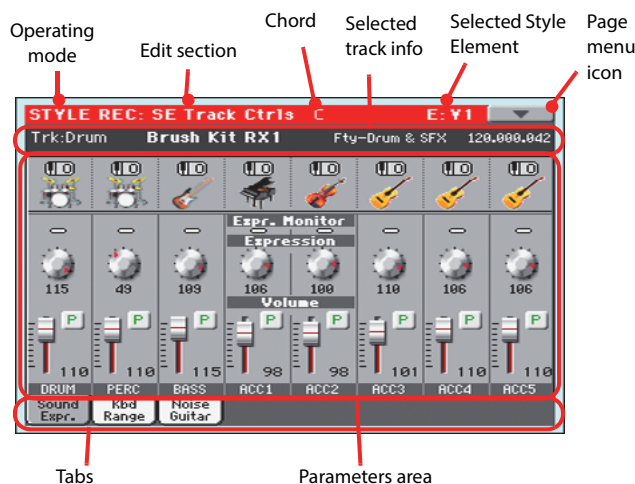 Operating mode
Edit section
Chord
Selected track info
Selected Style Element
Page menu icon
STYLE REC: SE Track Ctrls C E: ¥1
Trk:Drum Brush Kit RX1 Fty-Drum & SFX 120.000.042
Expr. Monitor
Expression
115 49 109 106 100 110 106 106
Volume
P P P P P P P P
110 110 115 98 98 101 110 110
DRUM PERC BASS ACC1 ACC2 ACC3 ACC4 ACC5
Sound Expr.
Kbd Range
Noise Guitar
Tabs
Parameters area